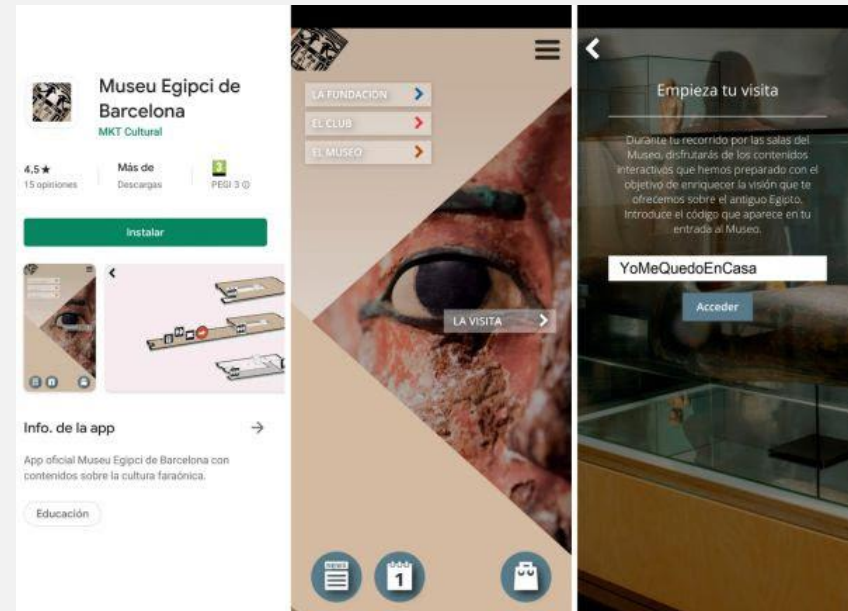 Museu Egipci de
Barcelona
MKT Cultural
4,5★
15 opiniones
Más de
Descargas
3
PEGI 3
Instalar
Info. de la app
App oficial Museu Egipci de Barcelona con
contenidos sobre la cultura faraónica.
Educación
LA FUNDACIÓN
EL CLUB
EL MUSEO
LA VISITA
NEWS
1
Empieza tu visita
Durante tu recorrido por las salas del
Museo, disfrutarás de los contenidos
interactivos que hemos preparado con el
objetivo de enriquecer la visión que te
ofrecemos sobre el antiguo Egipto.
Introduce el código que aparece en tu
entrada al Museo.
YoMeQuedoEnCasa
Acceder